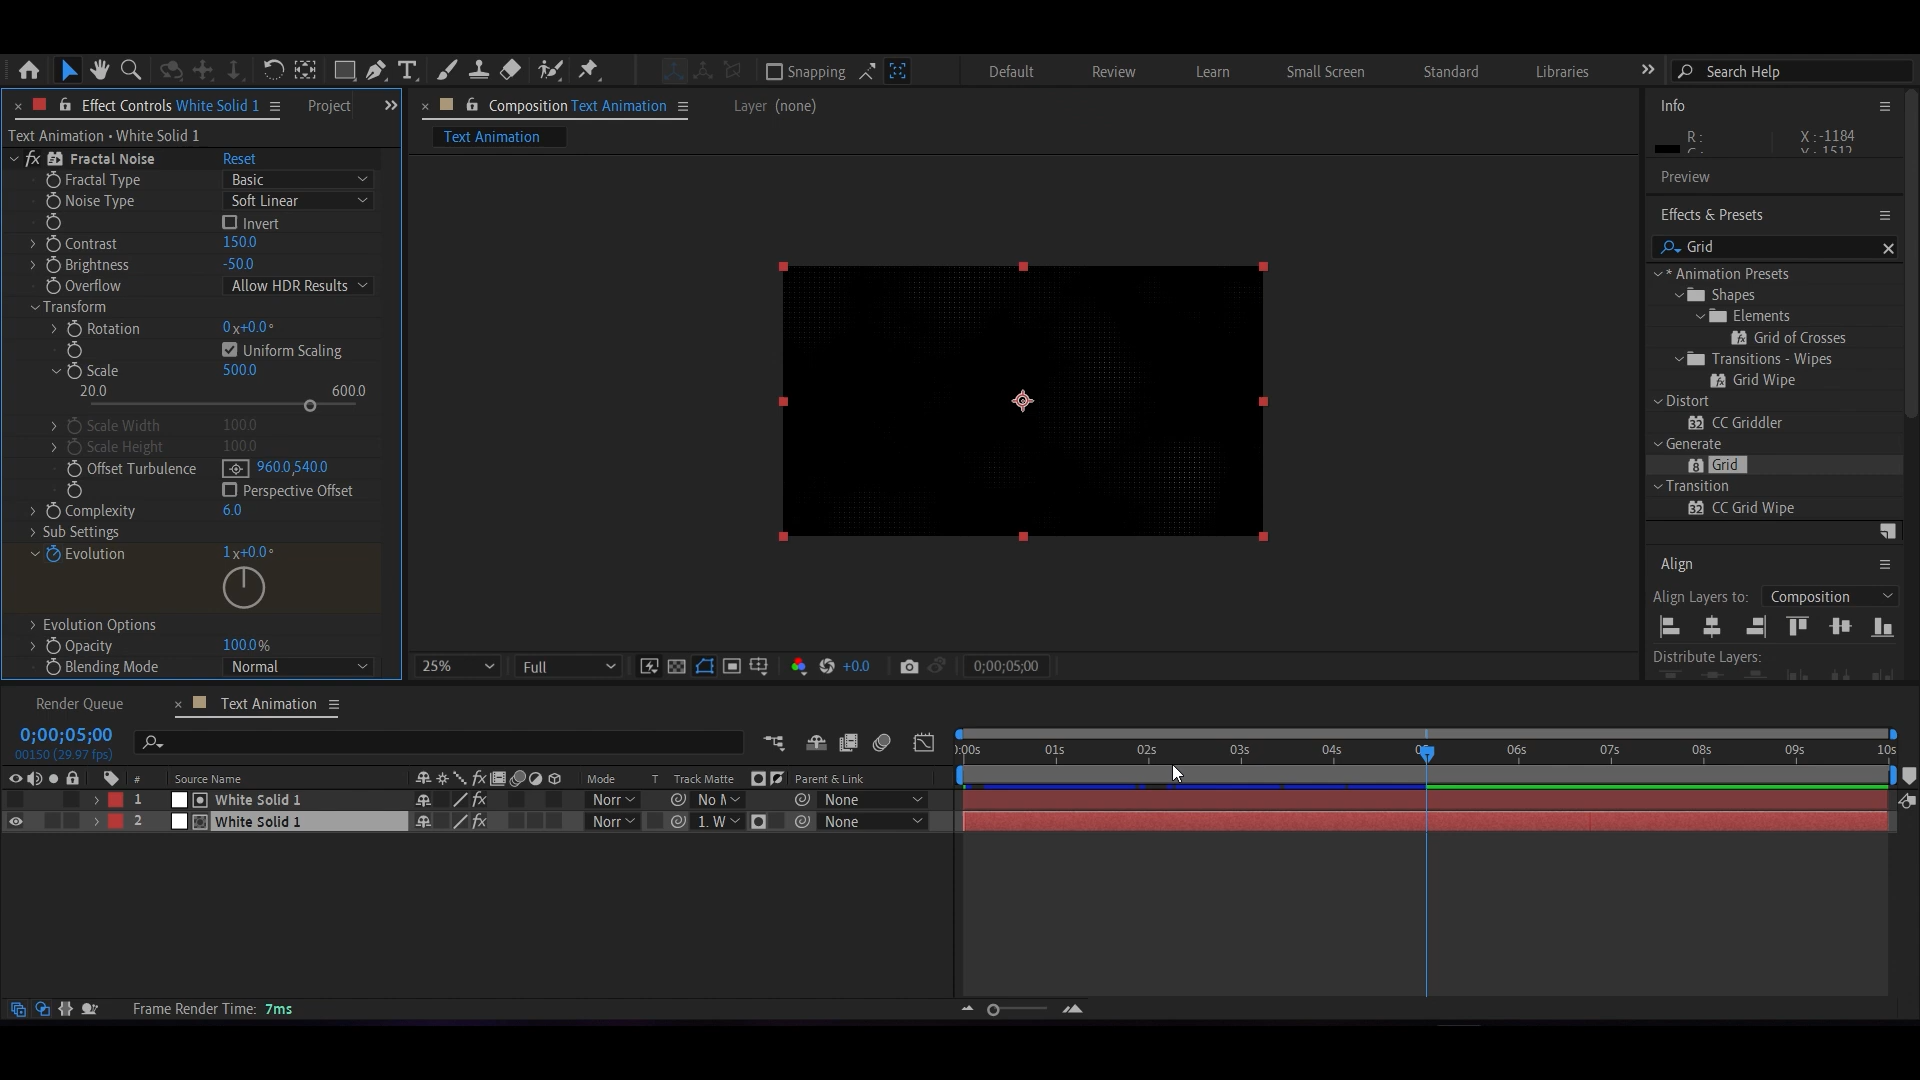 Snapping
Default
Review
Learn
Small Screen
Standard
Libraries
Search Help
Effect Controls White Solid 1
Project
Composition Text Animation
Layer (none)
Info
Text Animation • White Solid 1
Text Animation
R :
X : -1184
Y : 1512
Fractal Noise
Reset
Fractal Type
Basic
Noise Type
Soft Linear
Invert
Contrast
150.0
Brightness
-50.0
Overflow
Allow HDR Results
Transform
Rotation
0x+0.0°
Uniform Scaling
Scale
500.0
20.0
600.0
Scale Width
100.0
Scale Height
100.0
Offset Turbulence
960.0,540.0
Perspective Offset
Complexity
6.0
Sub Settings
Evolution
1x+0.0°
Evolution Options
Opacity
100.0%
Blending Mode
Normal
25%
Full
+0.0
0;00;05;00
Preview
Effects & Presets
Grid
* Animation Presets
Shapes
Elements
Grid of Crosses
Transitions - Wipes
Grid Wipe
Distort
CC Griddler
Generate
Grid
Transition
CC Grid Wipe
Align
Align Layers to:
Composition
Distribute Layers:
Render Queue
Text Animation
0;00;05;00
00150 (29.97 fps)
01s
02s
03s
04s
06s
07s
08s
09s
10s
#
Source Name
Mode
T
Track Matte
Parent & Link
1
White Solid 1
Norr
No M
None
2
White Solid 1
Norr
1. W
None
Frame Render Time: 7ms